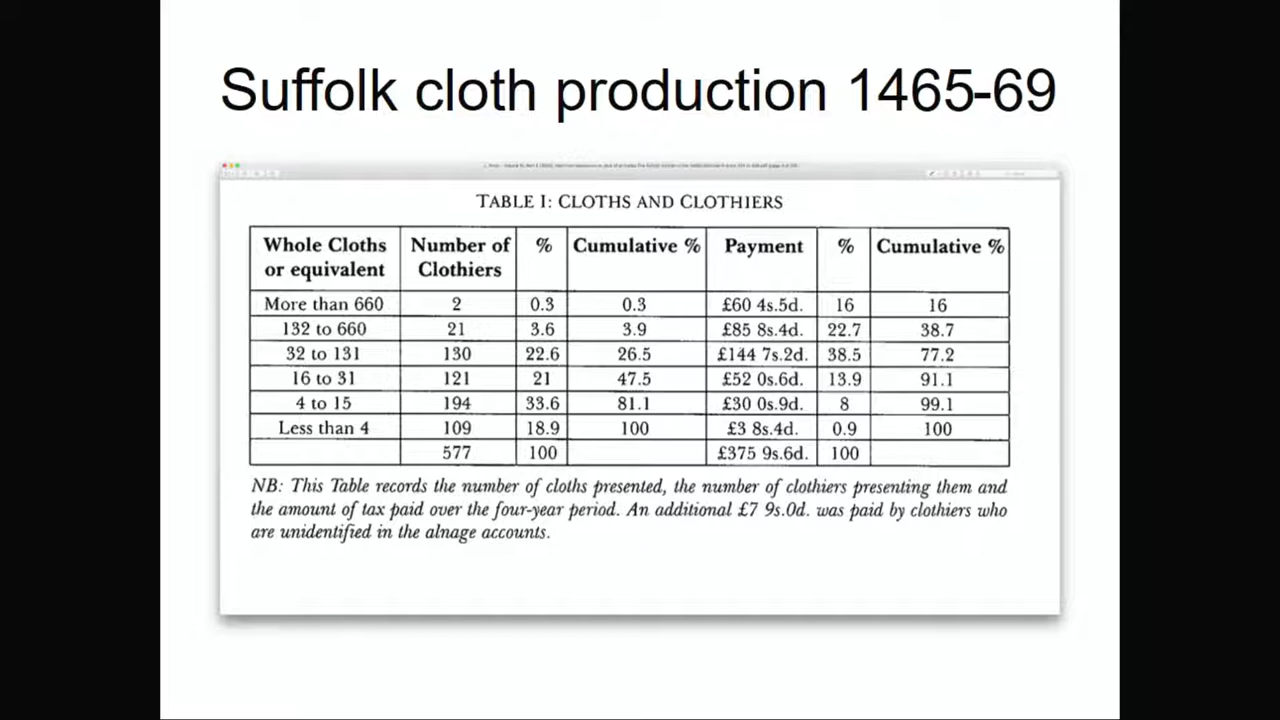 Suffolk cloth production 1465-69
TABLE I: CLOTHS AND CLOTHIERS
Whole Cloths or equivalent Number of Clothiers % Cumulative % Payment % Cumulative %
More than 660 2 0.3 0.3 £60 4s.5d. 16 16
132 to 660 21 3.6 3.9 £85 8s.4d. 22.7 38.7
32 to 131 130 22.6 26.5 £144 7s.2d. 38.5 77.2
16 to 31 121 21 47.5 £52 0s.6d. 13.9 91.1
4 to 15 194 33.6 81.1 £30 0s.9d. 8 99.1
Less than 4 109 18.9 100 £3 8s.4d. 0.9 100
577 100 £375 9s.6d. 100
NB: This Table records the number of cloths presented, the number of clothiers presenting them and
the amount of tax paid over the four-year period. An additional £7 9s.0d. was paid by clothiers who
are unidentified in the alnage accounts.